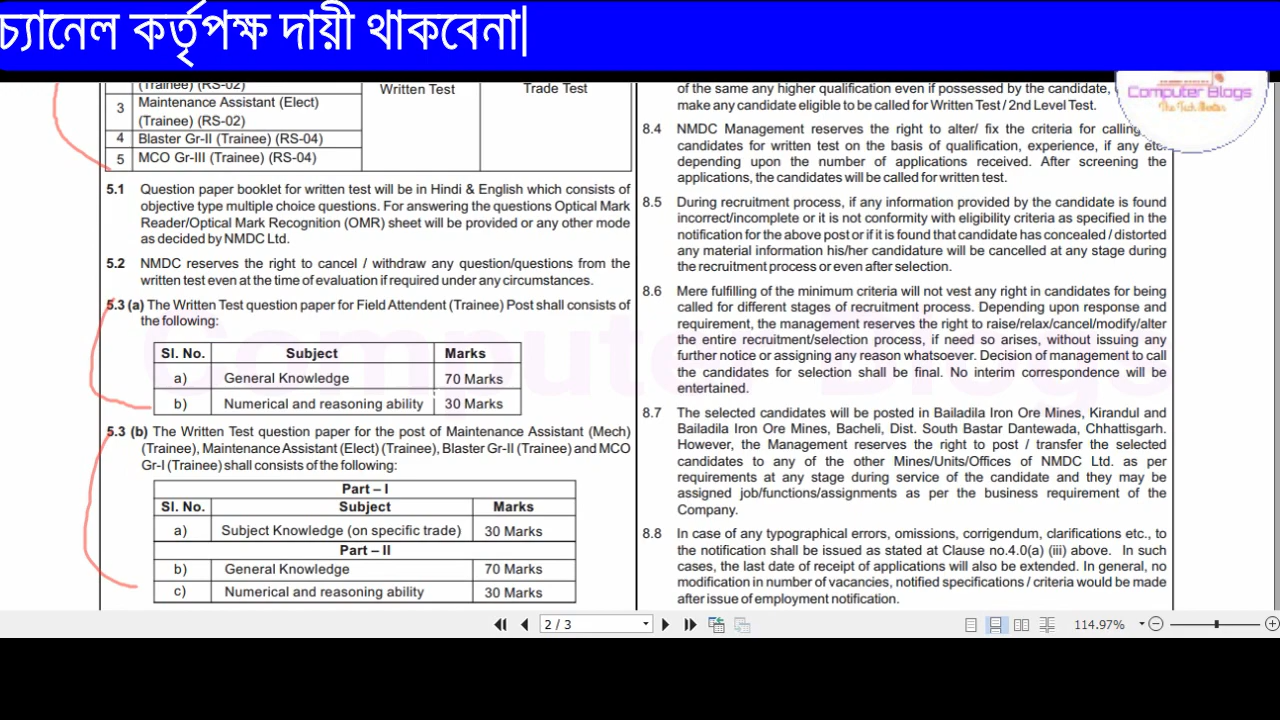 চ্যানেল কর্তৃপক্ষ দায়ী থাকবেনা|
(Trainee) (RS-02)
3 Maintenance Assistant (Elect)
(Trainee) (RS-02)
4 Blaster Gr-II (Trainee) (RS-04)
5 MCO Gr-III (Trainee) (RS-04)
Written Test
Trade Test
5.1 Question paper booklet for written test will be in Hindi & English which consists of
objective type multiple choice questions. For answering the questions Optical Mark
Reader/Optical Mark Recognition (OMR) sheet will be provided or any other mode
as decided by NMDC Ltd.
5.2 NMDC reserves the right to cancel / withdraw any question/questions from the
written test even at the time of evaluation if required under any circumstances.
5.3 (a) The Written Test question paper for Field Attendent (Trainee) Post shall consists of
the following:
Sl. No. Subject Marks
a) General Knowledge 70 Marks
b) Numerical and reasoning ability 30 Marks
5.3 (b) The Written Test question paper for the post of Maintenance Assistant (Mech)
(Trainee), Maintenance Assistant (Elect) (Trainee), Blaster Gr-II (Trainee) and MCO
Gr-I (Trainee) shall consists of the following:
Part – I
Sl. No. Subject Marks
a) Subject Knowledge (on specific trade) 30 Marks
Part – II
b) General Knowledge 70 Marks
c) Numerical and reasoning ability 30 Marks
of the same any higher qualification even if possessed by the candidate,
make any candidate eligible to be called for Written Test / 2nd Level Test.
8.4 NMDC Management reserves the right to alter/ fix the criteria for calling
candidates for written test on the basis of qualification, experience, if any etc.
depending upon the number of applications received. After screening the
applications, the candidates will be called for written test.
8.5 During recruitment process, if any information provided by the candidate is found
incorrect/incomplete or it is not conformity with eligibility criteria as specified in the
notification for the above post or if it is found that candidate has concealed / distorted
any material information his/her candidature will be cancelled at any stage during
the recruitment process or even after selection.
8.6 Mere fulfilling of the minimum criteria will not vest any right in candidates for being
called for different stages of recruitment process. Depending upon response and
requirement, the management reserves the right to raise/relax/cancel/modify/alter
the entire recruitment/selection process, if need so arises, without issuing any
further notice or assigning any reason whatsoever. Decision of management to call
the candidates for selection shall be final. No interim correspondence will be
entertained.
8.7 The selected candidates will be posted in Bailadila Iron Ore Mines, Kirandul and
Bailadila Iron Ore Mines, Bacheli, Dist. South Bastar Dantewada, Chhattisgarh.
However, the Management reserves the right to post / transfer the selected
candidates to any of the other Mines/Units/Offices of NMDC Ltd. as per
requirements at any stage during service of the candidate and they may be
assigned job/functions/assignments as per the business requirement of the
Company.
8.8 In case of any typographical errors, omissions, corrigendum, clarifications etc., to
the notification shall be issued as stated at Clause no.4.0(a) (iii) above. In such
cases, the last date of receipt of applications will also be extended. In general, no
modification in number of vacancies, notified specifications / criteria would be made
after issue of employment notification.
Computer Blogs
The Tech Master
Computer Blogs
2 / 3
114.97%